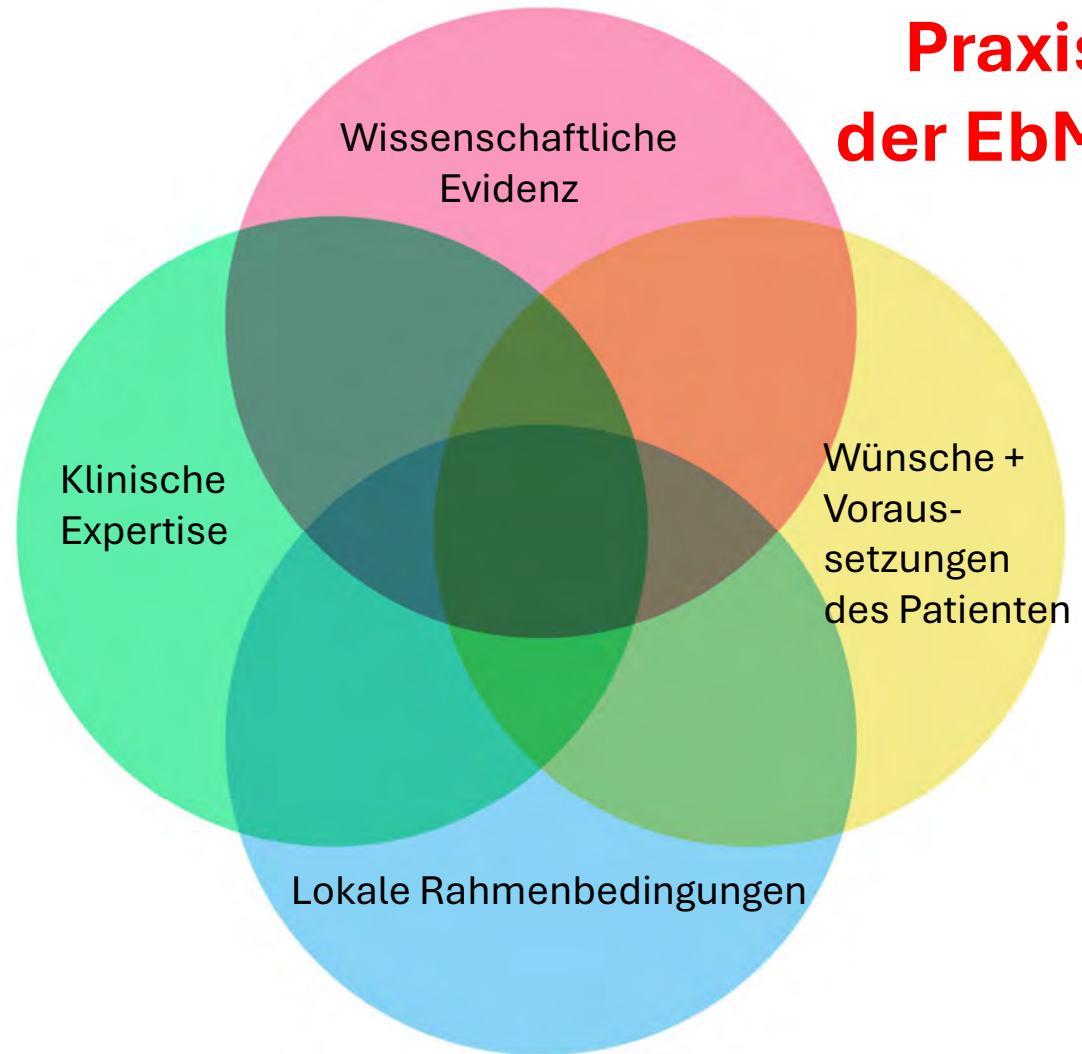 Praxis
der EbM
Wissenschaftliche
Evidenz
Klinische
Expertise
Wünsche +
Voraus-
setzungen
des Patienten
Lokale Rahmenbedingungen